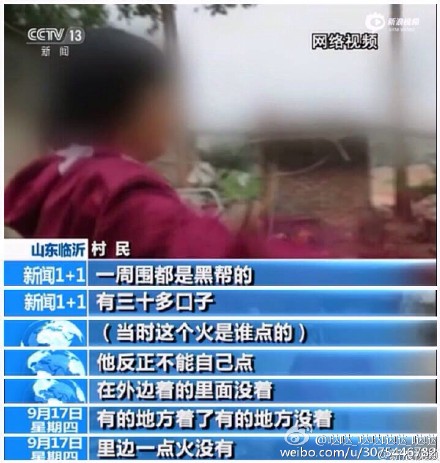 CCTV 13
新闻
新浪视频
网络视频
山东临沂 村民
新闻1+1 一周围都是黑帮的
新闻1+1 有三十多口子
（当时这个火是谁点的）
他反正不能自己点
在外边着的里面没着
9月17日
星期四 有的地方着了有的地方没着
9月17日
星期四 里边一点火没有
weibo.com/u/3075446782